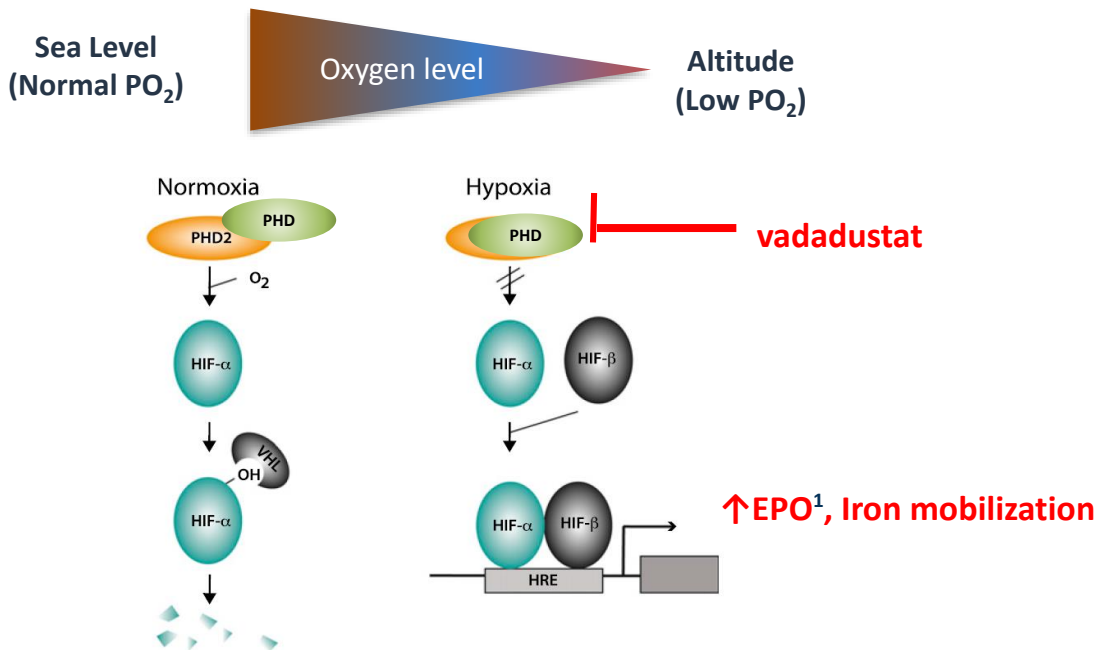 Sea Level
(Normal PO₂)
Oxygen level
Altitude
(Low PO₂)
Normoxia
PHD
PHD2
O₂
HIF-α
VHL
OH
HIF-α
Hypoxia
PHD
vadadustat
HIF-α
HIF-β
HIF-α
HIF-β
HRE
↑EPO¹, Iron mobilization